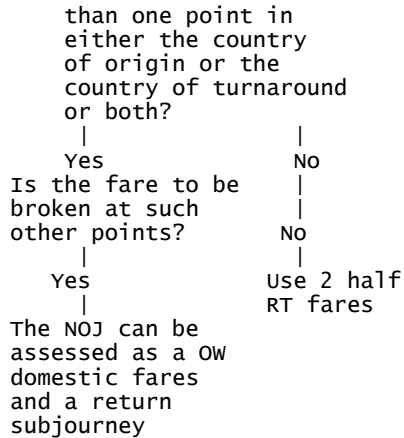 than one point in
either the country
of origin or the
country of turnaround
or both?
| |
Yes No
Is the fare to be |
broken at such |
other points? No
| |
Yes Use 2 half
| RT fares
The NOJ can be
assessed as a OW
domestic fares
and a return
subjourney